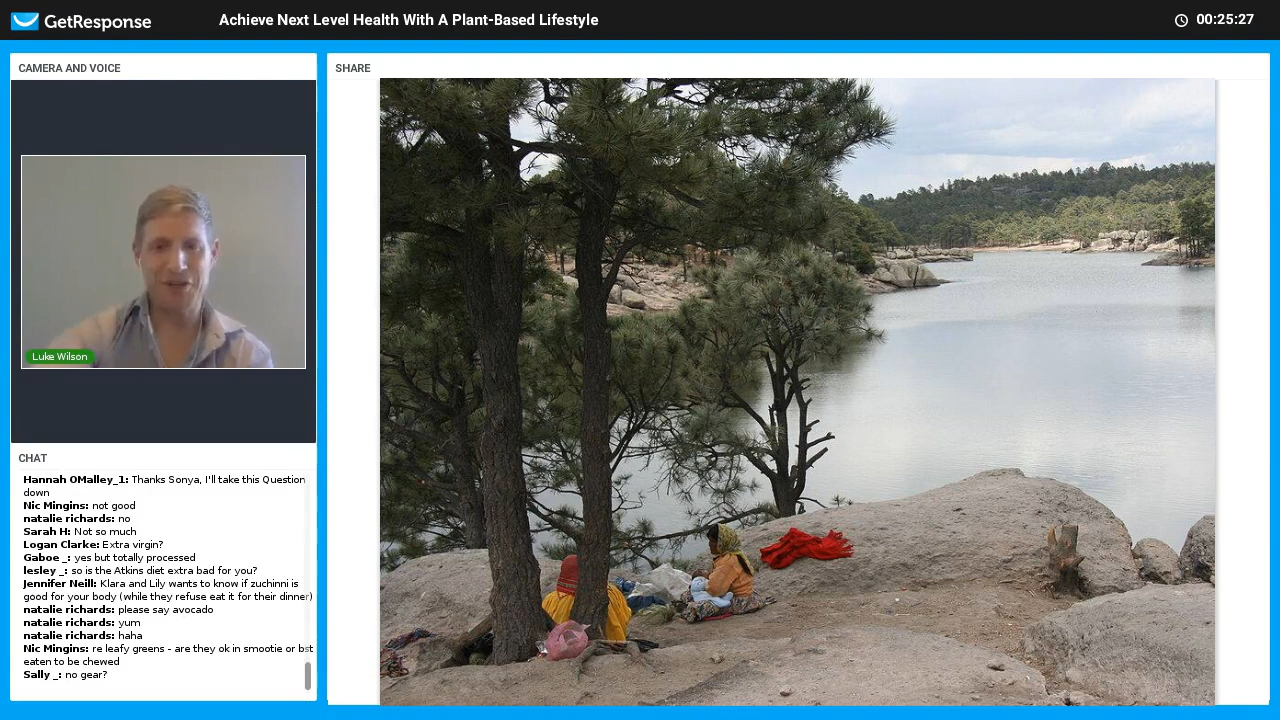 GetResponse
Achieve Next Level Health With A Plant-Based Lifestyle
00:25:27
CAMERA AND VOICE
SHARE
Luke Wilson
CHAT
Hannah OMalley_1: Thanks Sonya, I'll take this Question
down
Nic Mingins: not good
natalie richards: no
Sarah H: Not so much
Logan Clarke: Extra virgin?
Gaboe _: yes but totally processed
lesley _: so is the Atkins diet extra bad for you?
Jennifer Neill: Klara and Lily wants to know if zuchinni is
good for your body (while they refuse eat it for their dinner)
natalie richards: please say avocado
natalie richards: yum
natalie richards: haha
Nic Mingins: re leafy greens - are they ok in smootie or bst
eaten to be chewed
Sally _: no gear?